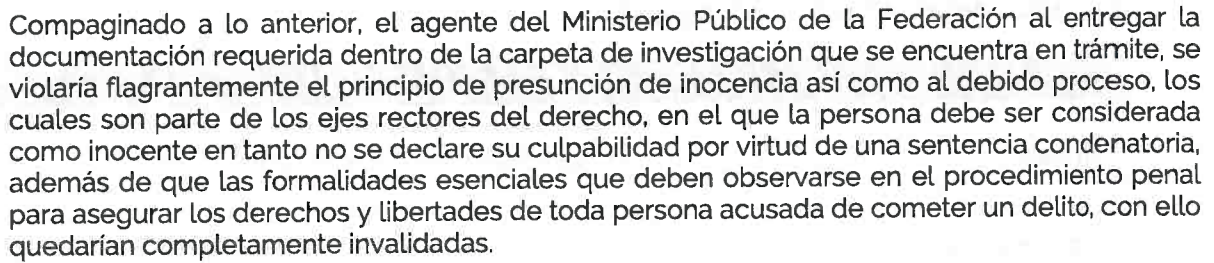 Compaginado a lo anterior, el agente del Ministerio Público de la Federación al entregar la
documentación requerida dentro de la carpeta de investigación que se encuentra en trámite, se
violaría flagrantemente el principio de presunción de inocencia así como al debido proceso, los
cuales son parte de los ejes rectores del derecho, en el que la persona debe ser considerada
como inocente en tanto no se declare su culpabilidad por virtud de una sentencia condenatoria,
además de que las formalidades esenciales que deben observarse en el procedimiento penal
para asegurar los derechos y libertades de toda persona acusada de cometer un delito, con ello
quedarían completamente invalidadas.